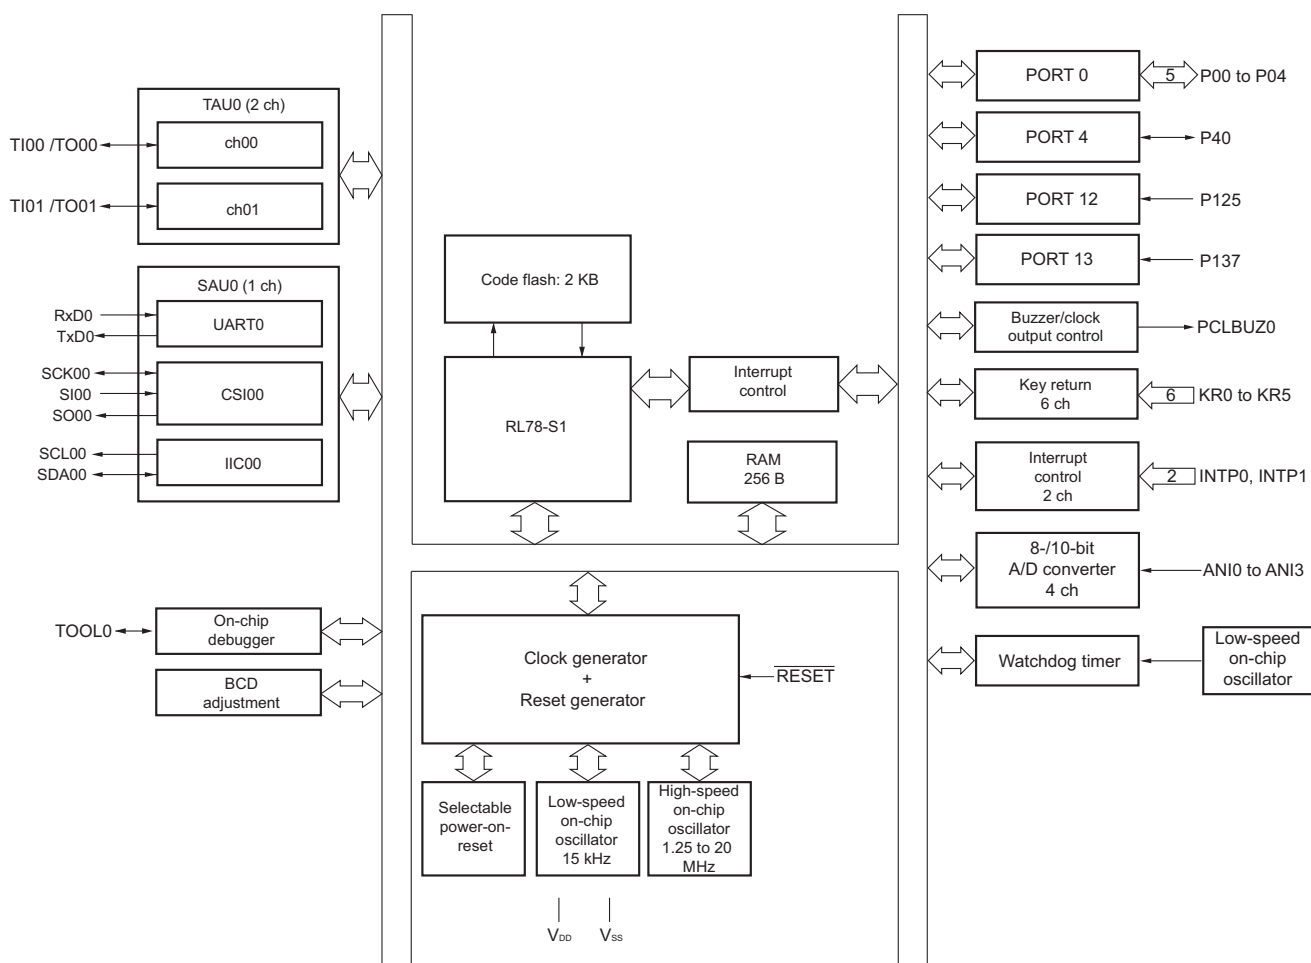 TAU0 (2 ch)
TI00 /TO00
ch00
TI01 /TO01
ch01
SAU0 (1 ch)
RxD0
TxD0
UART0
SCK00
SI00
SO00
CSI00
SCL00
SDA00
IIC00
TOOL0
On-chip
debugger
BCD
adjustment
Code flash: 2 KB
RL78-S1
Interrupt
control
RAM
256 B
Clock generator
+
Reset generator
RESET
Selectable
power-on-
reset
Low-speed
on-chip
oscillator
15 kHz
High-speed
on-chip
oscillator
1.25 to 20
MHz
VDD
VSS
PORT 0
5
P00 to P04
PORT 4
P40
PORT 12
P125
PORT 13
P137
Buzzer/clock
output control
PCLBUZ0
Key return
6 ch
6
KR0 to KR5
Interrupt
control
2 ch
2
INTP0, INTP1
8-/10-bit
A/D converter
4 ch
ANI0 to ANI3
Watchdog timer
Low-speed
on-chip
oscillator